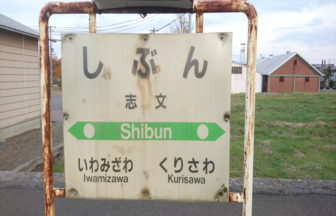 しぶん
志文
Shibun
いわみざわ くりさわ
Iwamizawa Kurisawa